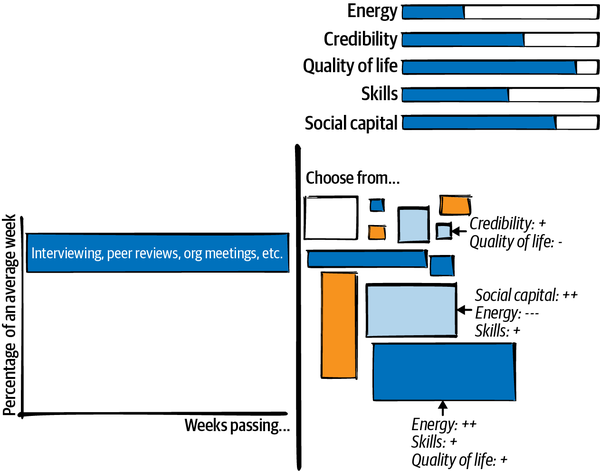 Energy
Credibility
Quality of life
Skills
Social capital
Choose from...
Percentage of an average week
Interviewing, peer reviews, org meetings, etc.
Weeks passing...
Credibility: +
Quality of life: -
Social capital: ++
Energy: ---
Skills: +
Energy: ++
Skills: +
Quality of life: +